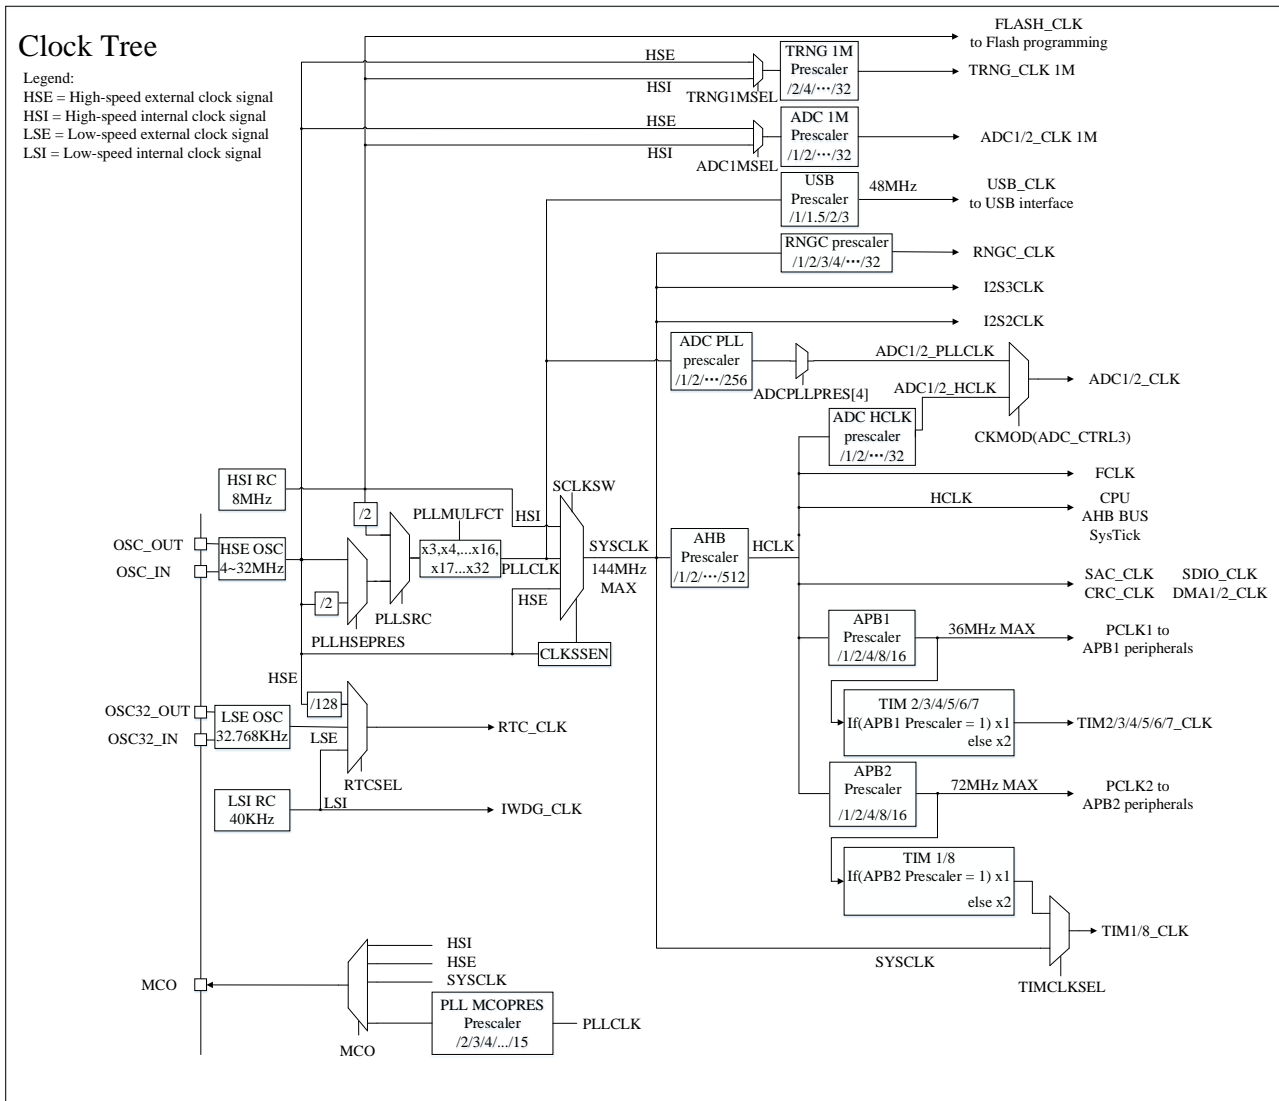 Clock Tree
Legend:
HSE = High-speed external clock signal
HSI = High-speed internal clock signal
LSE = Low-speed external clock signal
LSI = Low-speed internal clock signal
FLASH_CLK
to Flash programming
HSE
HSI
TRNG1MSEL
TRNG 1M
Prescaler
/2/4/···/32
TRNG_CLK 1M
HSE
HSI
ADC1MSEL
ADC 1M
Prescaler
/1/2/···/32
ADC1/2_CLK 1M
USB
Prescaler
/1/1.5/2/3
48MHz
USB_CLK
to USB interface
RNGC prescaler
/1/2/3/4/···/32
RNGC_CLK
I2S3CLK
I2S2CLK
ADC PLL
prescaler
/1/2/···/256
ADCPLLPRES[4]
ADC1/2_PLLCLK
ADC1/2_HCLK
ADC1/2_CLK
CKMOD(ADC_CTRL3)
ADC HCLK
prescaler
/1/2/···/32
FCLK
HCLK
CPU
AHB BUS
SysTick
HSI RC
8MHz
/2
PLLMULFCT
SCLKSW
HSI
OSC_OUT
OSC_IN
HSE OSC
4~32MHz
x3,x4,...x16,
x17...x32
PLLCLK
SYSCLK
144MHz
MAX
AHB
Prescaler
/1/2/···/512
HCLK
/2
PLLSRC
PLLHSEPRES
HSE
CLKSSEN
SAC_CLK SDIO_CLK
CRC_CLK DMA1/2_CLK
APB1
Prescaler
/1/2/4/8/16
36MHz MAX
PCLK1 to
APB1 peripherals
HSE
/128
OSC32_OUT
OSC32_IN
LSE OSC
32.768KHz
LSE
RTC_CLK
RTCSEL
TIM 2/3/4/5/6/7
If(APB1 Prescaler = 1) x1
else x2
TIM2/3/4/5/6/7_CLK
LSI RC
40KHz
LSI
IWDG_CLK
APB2
Prescaler
/1/2/4/8/16
72MHz MAX
PCLK2 to
APB2 peripherals
TIM 1/8
If(APB2 Prescaler = 1) x1
else x2
TIM1/8_CLK
SYSCLK
TIMCLKSEL
MCO
HSI
HSE
SYSCLK
PLL MCOPRES
Prescaler
/2/3/4/.../15
PLLCLK
MCO